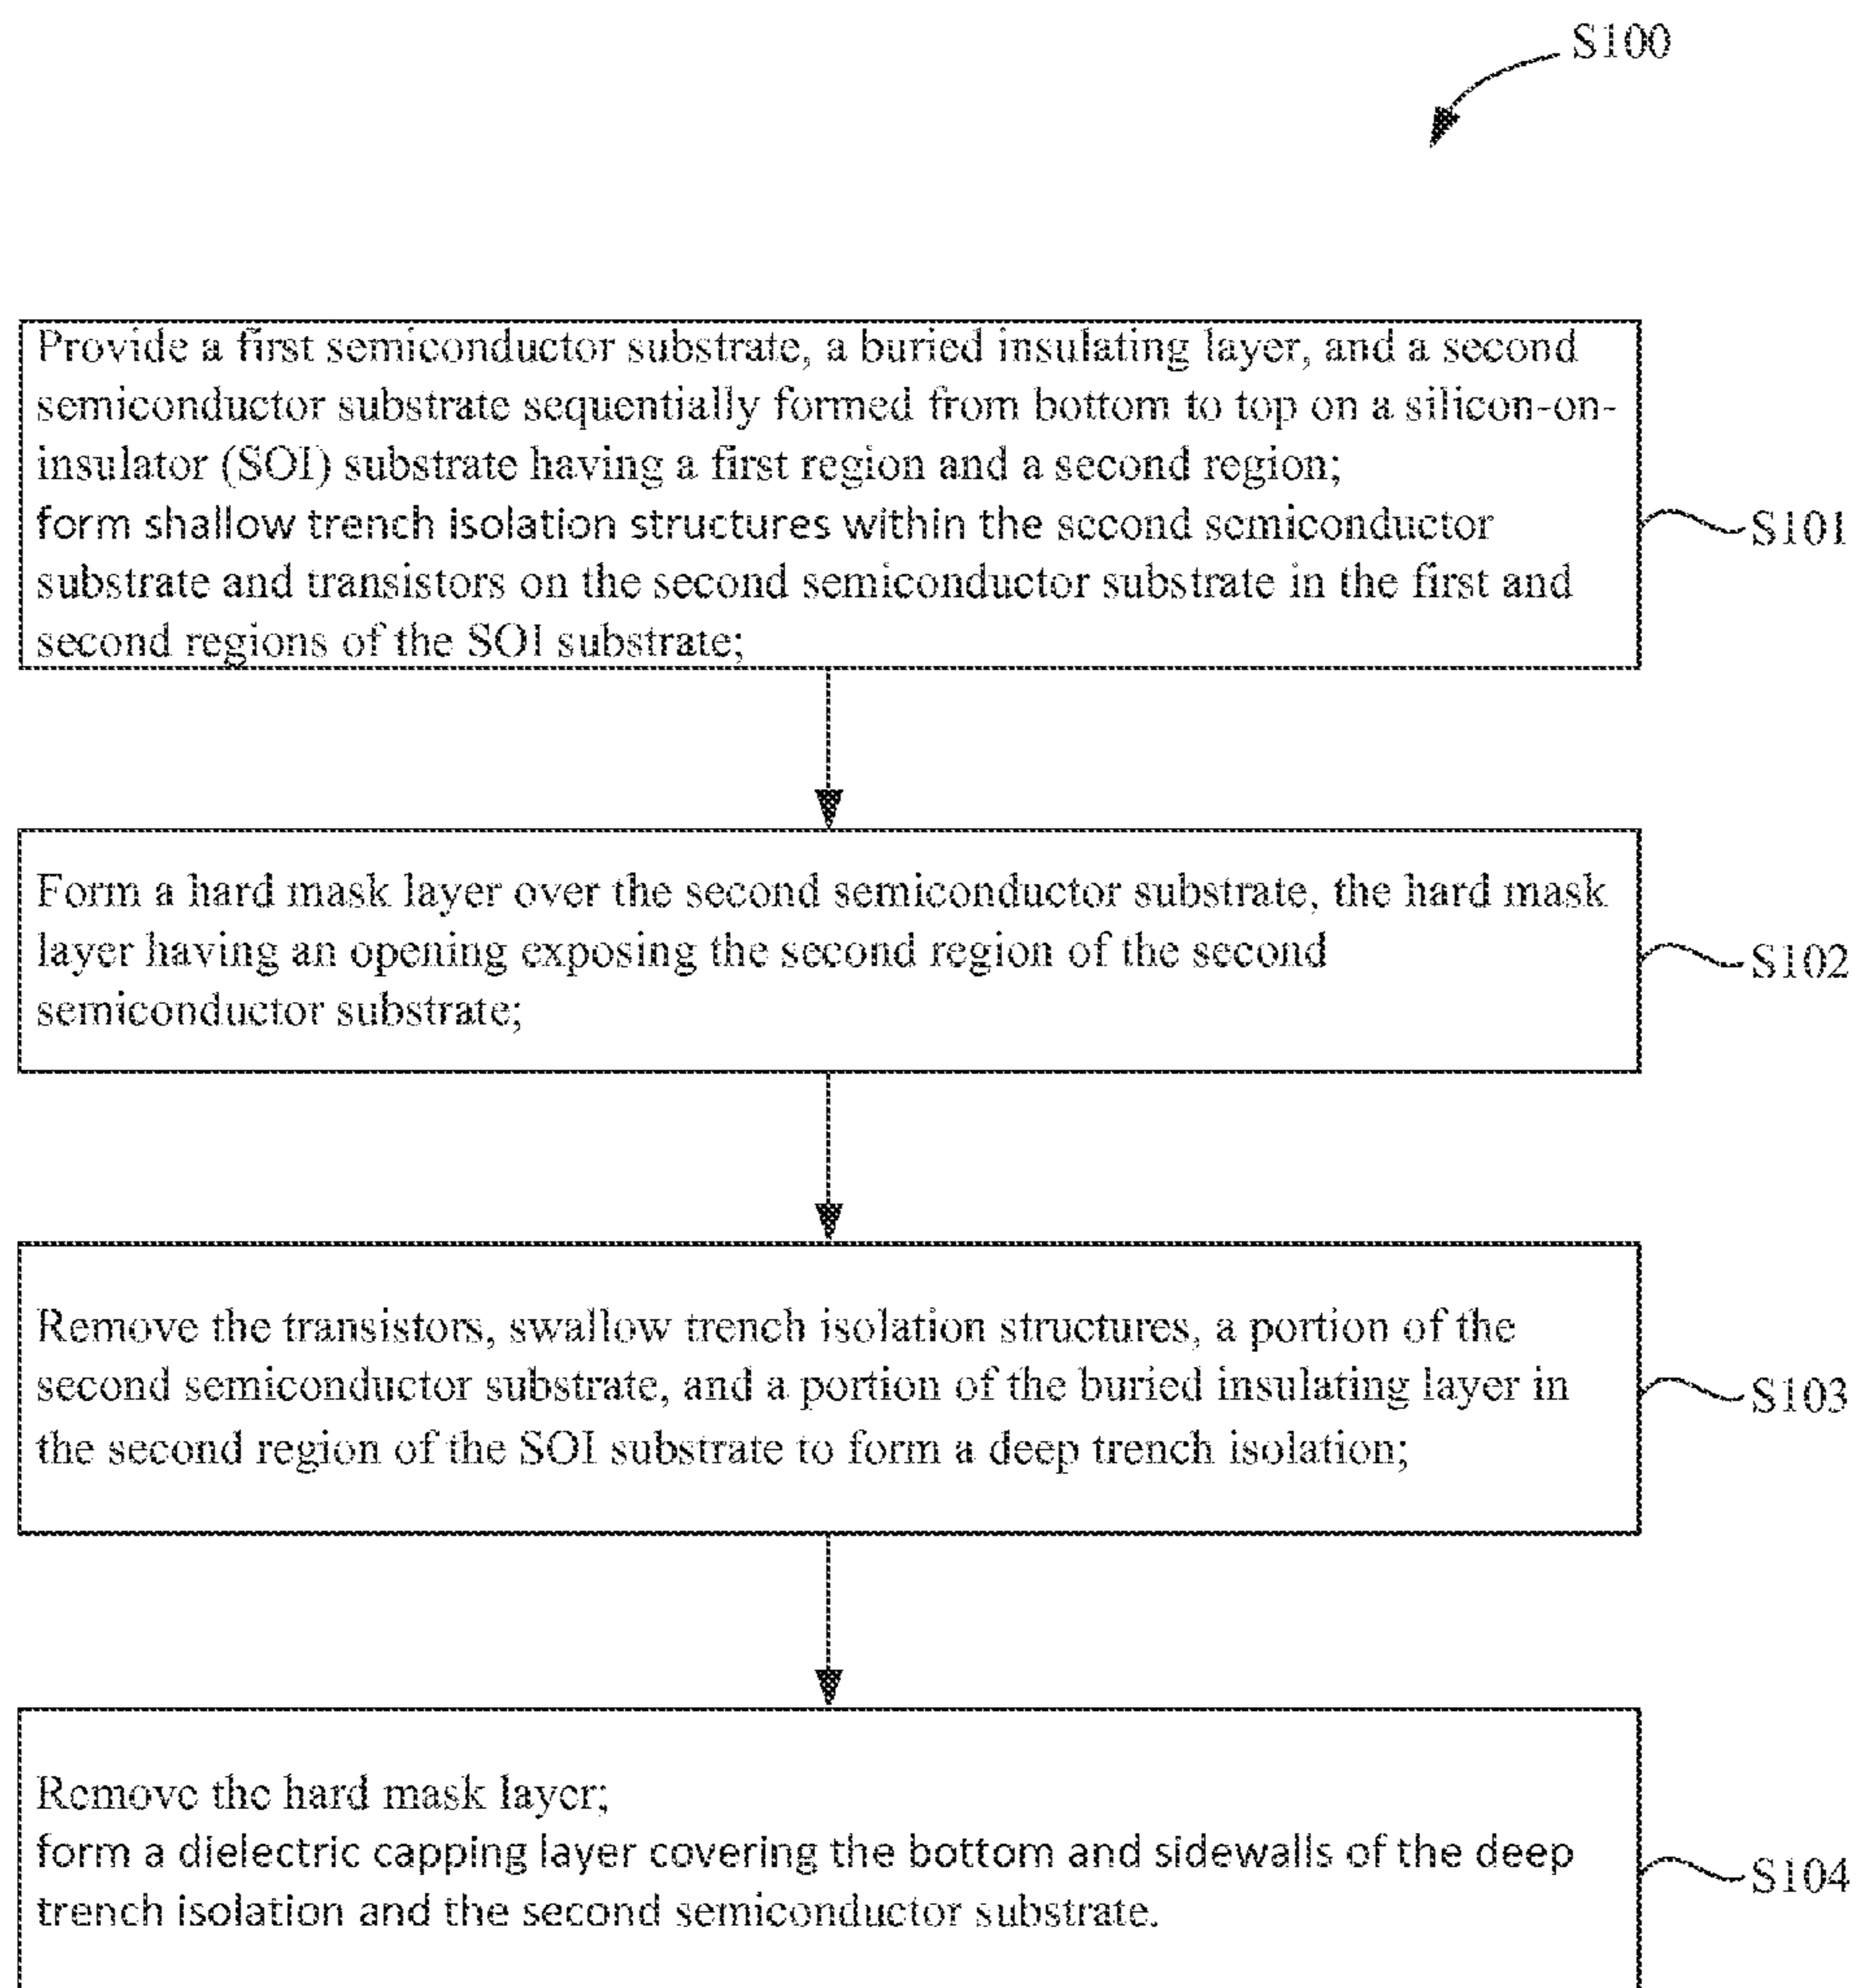 S100
Provide a first semiconductor substrate, a buried insulating layer, and a second
semiconductor substrate sequentially formed from bottom to top on a silicon-on-
insulator (SOI) substrate having a first region and a second region;
form shallow trench isolation structures within the second semiconductor
substrate and transistors on the second semiconductor substrate in the first and
second regions of the SOI substrate;
S101
Form a hard mask layer over the second semiconductor substrate, the hard mask
layer having an opening exposing the second region of the second
semiconductor substrate;
S102
Remove the transistors, swallow trench isolation structures, a portion of the
second semiconductor substrate, and a portion of the buried insulating layer in
the second region of the SOI substrate to form a deep trench isolation;
S103
Remove the hard mask layer;
form a dielectric capping layer covering the bottom and sidewalls of the deep
trench isolation and the second semiconductor substrate.
S104